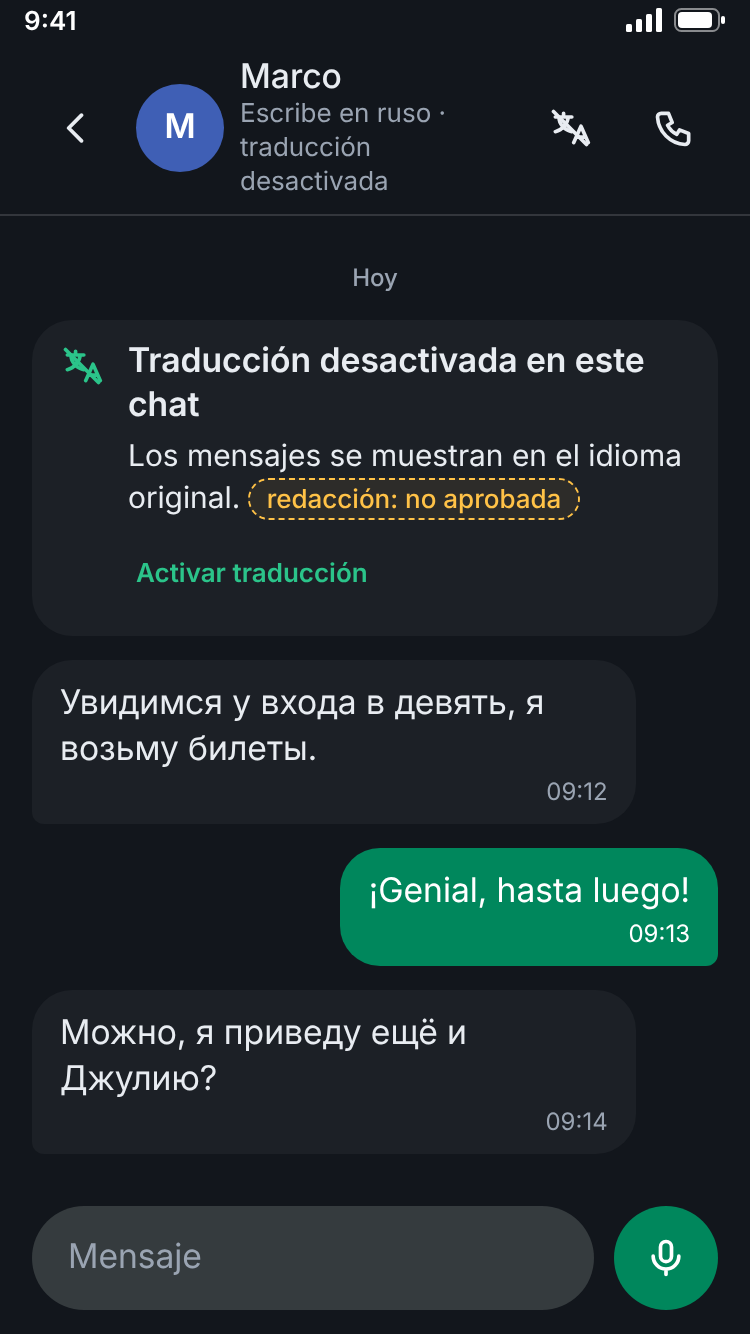 9:41
M
Marco
Escribe en ruso ·
traducción
desactivada
Hoy
Traducción desactivada en este
chat
Los mensajes se muestran en el idioma
original. redacción: no aprobada
Activar traducción
Увидимся у входа в девять, я
возьму билеты.
09:12
¡Genial, hasta luego!
09:13
Можно, я приведу ещё и
Джулию?
09:14
Mensaje